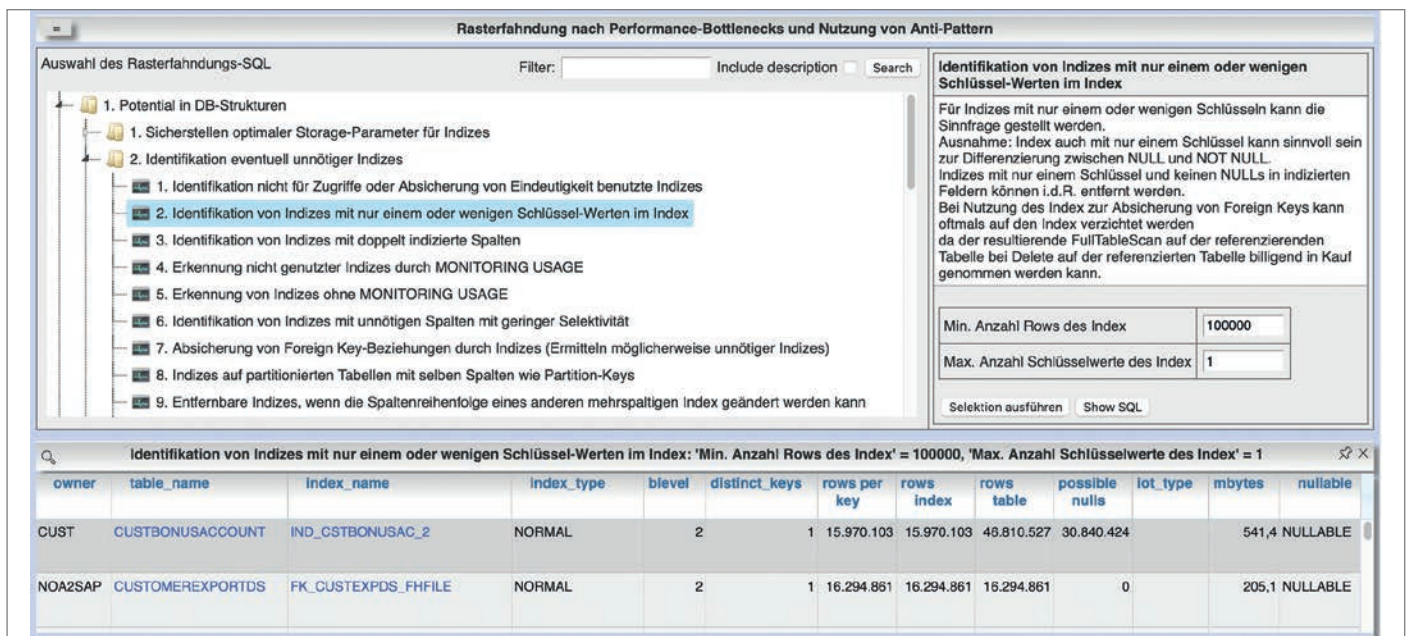 Rasterfahndung nach Performance-Bottlenecks und Nutzung von Anti-Pattern
Auswahl des Rasterfahndungs-SQL
Filter: Include description Search
1. Potential in DB-Strukturen
1. Sicherstellen optimaler Storage-Parameter für Indizes
2. Identifikation eventuell unnötiger Indizes
1. Identifikation nicht für Zugriffe oder Absicherung von Eindeutigkeit benutzte Indizes
2. Identifikation von Indizes mit nur einem oder wenigen Schlüssel-Werten im Index
3. Identifikation von Indizes mit doppelt indizierte Spalten
4. Erkennung nicht genutzter Indizes durch MONITORING USAGE
5. Erkennung von Indizes ohne MONITORING USAGE
6. Identifikation von Indizes mit unnötigen Spalten mit geringer Selektivität
7. Absicherung von Foreign Key-Beziehungen durch Indizes (Ermitteln möglicherweise unnötiger Indizes)
8. Indizes auf partitionierten Tabellen mit selben Spalten wie Partition-Keys
9. Entfernbare Indizes, wenn die Spaltenreihenfolge eines anderen mehrspaltigen Index geändert werden kann
Identifikation von Indizes mit nur einem oder wenigen
Schlüssel-Werten im Index
Für Indizes mit nur einem oder wenigen Schlüsseln kann die
Sinnfrage gestellt werden.
Ausnahme: Index auch mit nur einem Schlüssel kann sinnvoll sein
zur Differenzierung zwischen NULL und NOT NULL.
Indizes mit nur einem Schlüssel und keinen NULLs in indizierten
Feldern können i.d.R. entfernt werden.
Bei Nutzung des Index zur Absicherung von Foreign Keys kann
oftmals auf den Index verzichtet werden
da der resultierende FullTableScan auf der referenzierenden
Tabelle bei Delete auf der referenzierten Tabelle billigend in Kauf
genommen werden kann.
Min. Anzahl Rows des Index 100000
Max. Anzahl Schlüsselwerte des Index 1
Selektion ausführen Show SQL
Identifikation von Indizes mit nur einem oder wenigen Schlüssel-Werten im Index: 'Min. Anzahl Rows des Index' = 100000, 'Max. Anzahl Schlüsselwerte des Index' = 1
owner table_name index_name index_type blevel distinct_keys rows per key rows index rows table possible nulls iot_type mbytes nullable
CUST CUSTBONUSACCOUNT IND_CSTBONUSAC_2 NORMAL 2 1 15.970.103 15.970.103 46.810.527 30.840.424 541,4 NULLABLE
NOA2SAP CUSTOMEREXPORTDS FK_CUSTEXPDS_FHFILE NORMAL 2 1 16.294.861 16.294.861 16.294.861 0 205,1 NULLABLE